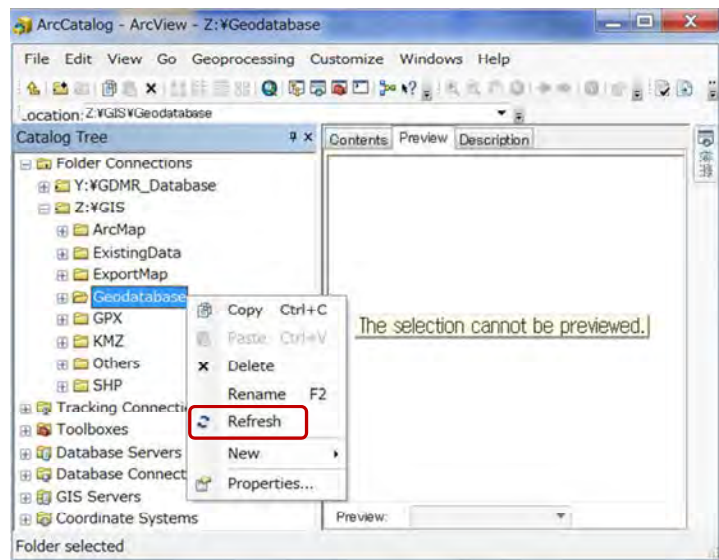 ArcCatalog - ArcView - Z:¥Geodatabase
File Edit View Go Geoprocessing Customize Windows Help
Location: Z:¥GIS¥Geodatabase
Catalog Tree
Contents Preview Description
Folder Connections
Y:¥GDMR_Database
Z:¥GIS
ArcMap
ExistingData
ExportMap
Geodatabase
GPX
KMZ
Others
SHP
Tracking Connecti
Toolboxes
Database Servers
Database Connect
GIS Servers
Coordinate Systems
Copy Ctrl+C
Paste Ctrl+V
Delete
Rename F2
Refresh
New
Properties...
The selection cannot be previewed.
Preview:
Folder selected